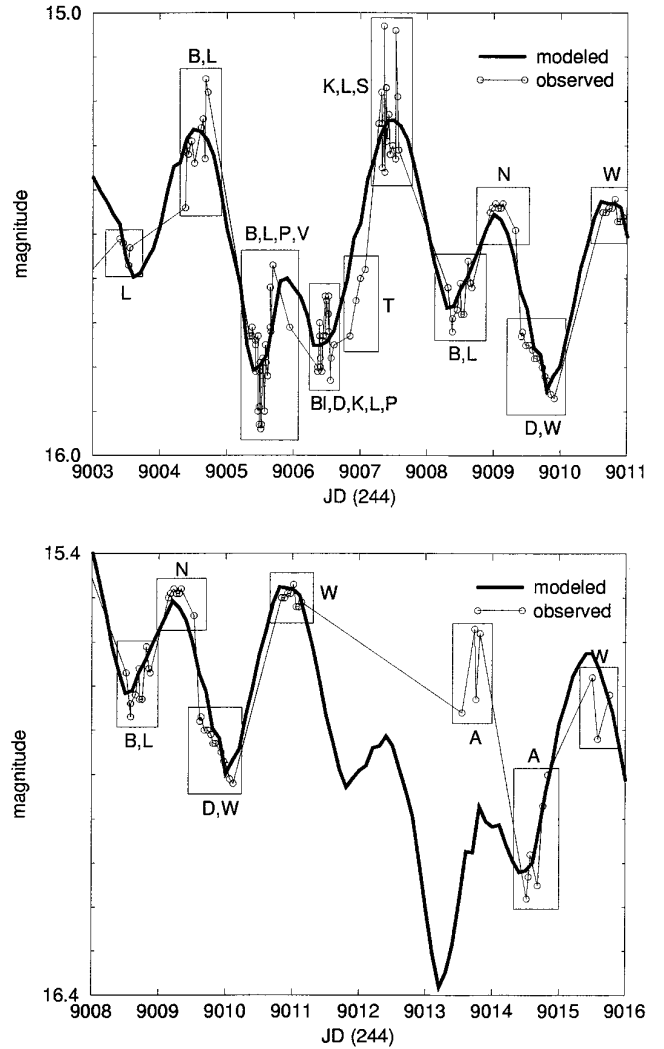 15.0
modeled
observed
B,L
K,L,S
N
W
B,L,P,V
L
T
B,L
Bl,D,K,L,P
D,W
magnitude
16.0
9003 9004 9005 9006 9007 9008 9009 9010 9011
JD (244)
15.4
modeled
observed
N
W
W
A
A
B,L
D,W
magnitude
16.4
9008 9009 9010 9011 9012 9013 9014 9015 9016
JD (244)